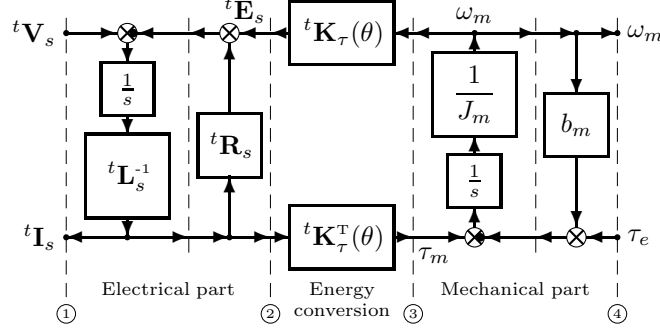 ᵗVₛ ᵗEₛ ᵗK_τ(θ) ω_m ω_m
1/s 1/J_m b_m
ᵗLₛ⁻¹ ᵗRₛ 1/s
ᵗIₛ ᵗK_τᵀ(θ) τ_m τ_e
Electrical part Energy conversion Mechanical part
① ② ③ ④